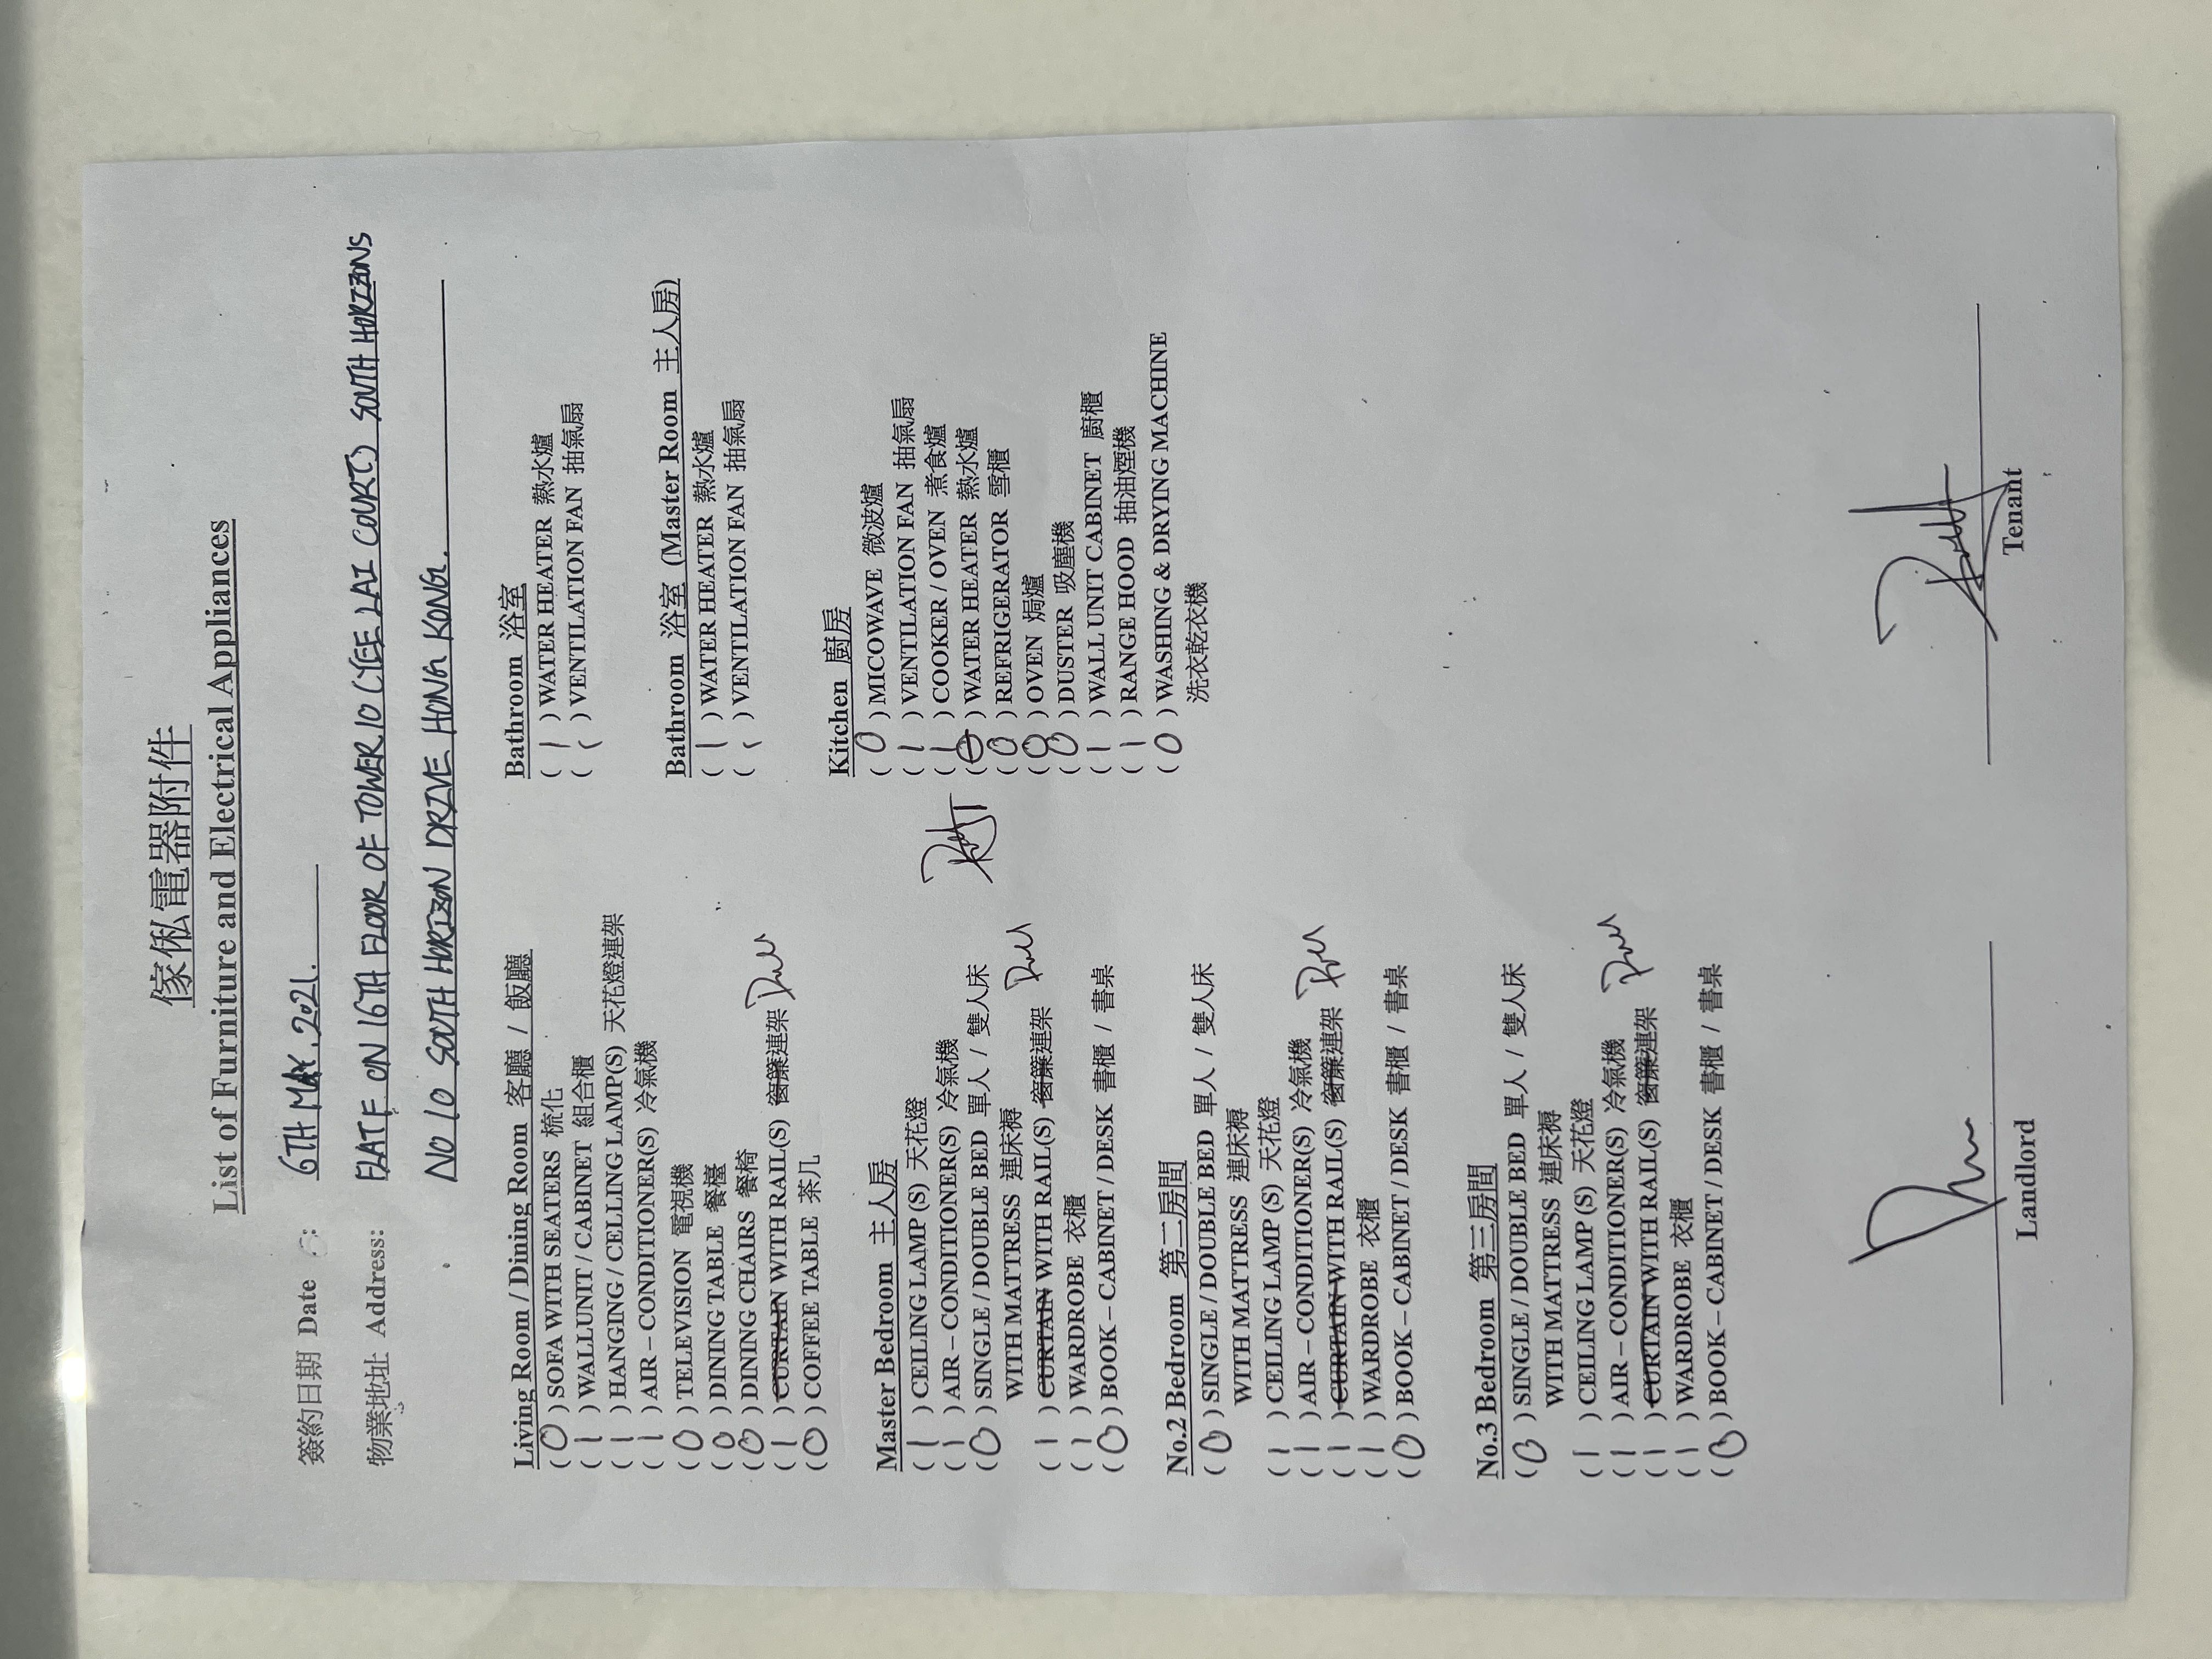 傢俬電器附件
List of Furniture and Electrical Appliances
簽約日期 Date : 6TH MAY. 2021.
物業地址 Address: FLAT F ON 16TH FLOOR OF TOWER 10 (YEE LAI COURT) SOUTH HORIZONS
NO 10 SOUTH HORIZON DRIVE HONG KONG.
Living Room / Dining Room 客廳 / 飯廳
( 0 ) SOFA WITH SEATERS 梳化
( 1 ) WALLUNIT / CABINET 組合櫃
( 1 ) HANGING / CELLING LAMP(S) 天花燈連架
( 1 ) AIR – CONDITIONER(S) 冷氣機
( 0 ) TELEVISION 電視機
( 0 ) DINING TABLE 餐檯
( 0 ) DINING CHAIRS 餐椅
( 1 ) CURTAIN WITH RAIL(S) 窗簾連架
( 0 ) COFFEE TABLE 茶几
Master Bedroom 主人房
( 1 ) CEILING LAMP (S) 天花燈
( 1 ) AIR – CONDITIONER(S) 冷氣機
( 0 ) SINGLE / DOUBLE BED 單人 / 雙人床
WITH MATTRESS 連床褥
( 1 ) CURTAIN WITH RAIL(S) 窗簾連架
( 1 ) WARDROBE 衣櫃
( 0 ) BOOK – CABINET / DESK 書櫃 / 書桌
No.2 Bedroom 第二房間
( 0 ) SINGLE / DOUBLE BED 單人 / 雙人床
WITH MATTRESS 連床褥
( 1 ) CEILING LAMP (S) 天花燈
( 1 ) AIR – CONDITIONER(S) 冷氣機
( 1 ) CURTAIN WITH RAIL(S) 窗簾連架
( 1 ) WARDROBE 衣櫃
( 0 ) BOOK – CABINET / DESK 書櫃 / 書桌
No.3 Bedroom 第三房間
( 0 ) SINGLE / DOUBLE BED 單人 / 雙人床
WITH MATTRESS 連床褥
( 1 ) CEILING LAMP (S) 天花燈
( 1 ) AIR – CONDITIONER(S) 冷氣機
( 1 ) CURTAIN WITH RAIL(S) 窗簾連架
( 1 ) WARDROBE 衣櫃
( 0 ) BOOK – CABINET / DESK 書櫃 / 書桌
Bathroom 浴室
( 1 ) WATER HEATER 熱水爐
( ) VENTILATION FAN 抽氣扇
Bathroom 浴室 (Master Room 主人房)
( 1 ) WATER HEATER 熱水爐
( ) VENTILATION FAN 抽氣扇
Kitchen 廚房
( 0 ) MICOWAVE 微波爐
( 1 ) VENTILATION FAN 抽氣扇
( 1 ) COOKER / OVEN 煮食爐
( ) WATER HEATER 熱水爐
( 0 ) REFRIGERATOR 雪櫃
( 0 ) OVEN 焗爐
( 0 ) DUSTER 吸塵機
( 1 ) WALL UNIT CABINET 廚櫃
( 1 ) RANGE HOOD 抽油煙機
( 0 ) WASHING & DRYING MACHINE
洗衣乾衣機
Landlord
Tenant